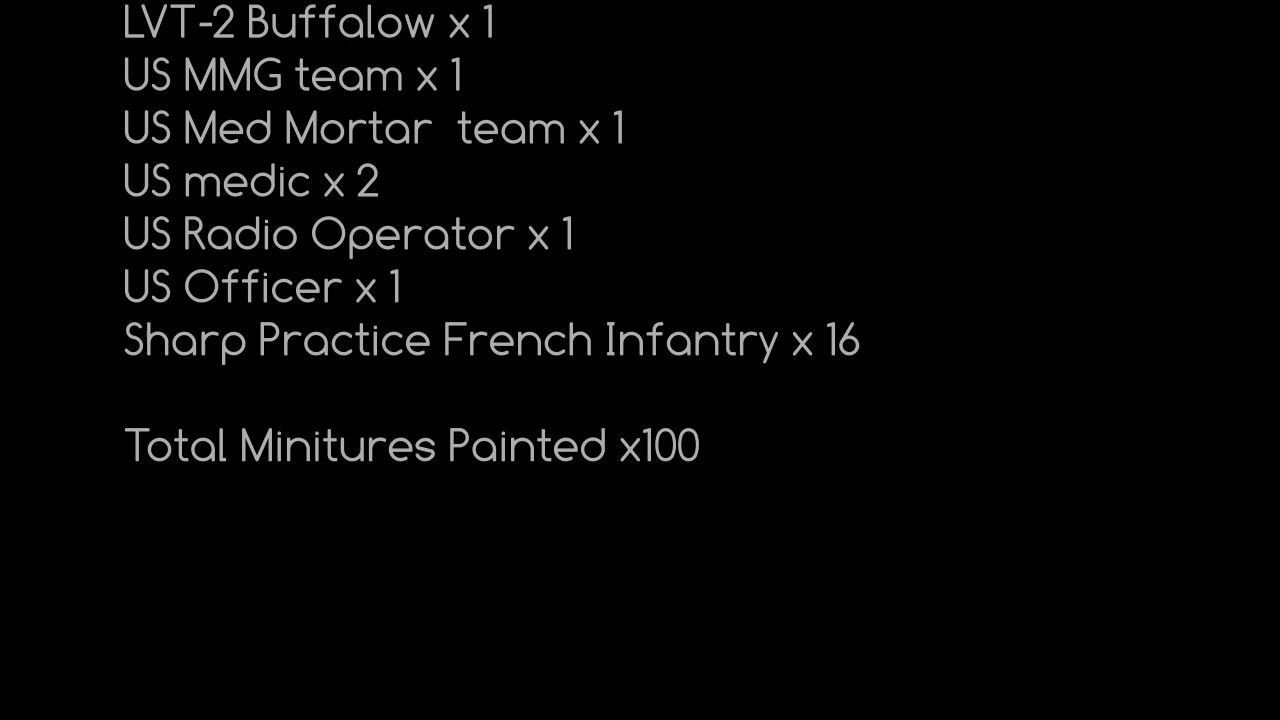 LVT-2 Buffalow x 1
US MMG team x 1
US Med Mortar  team x 1
US medic x 2
US Radio Operator x 1
US Officer x 1
Sharp Practice French Infantry x 16
Total Minitures Painted x100